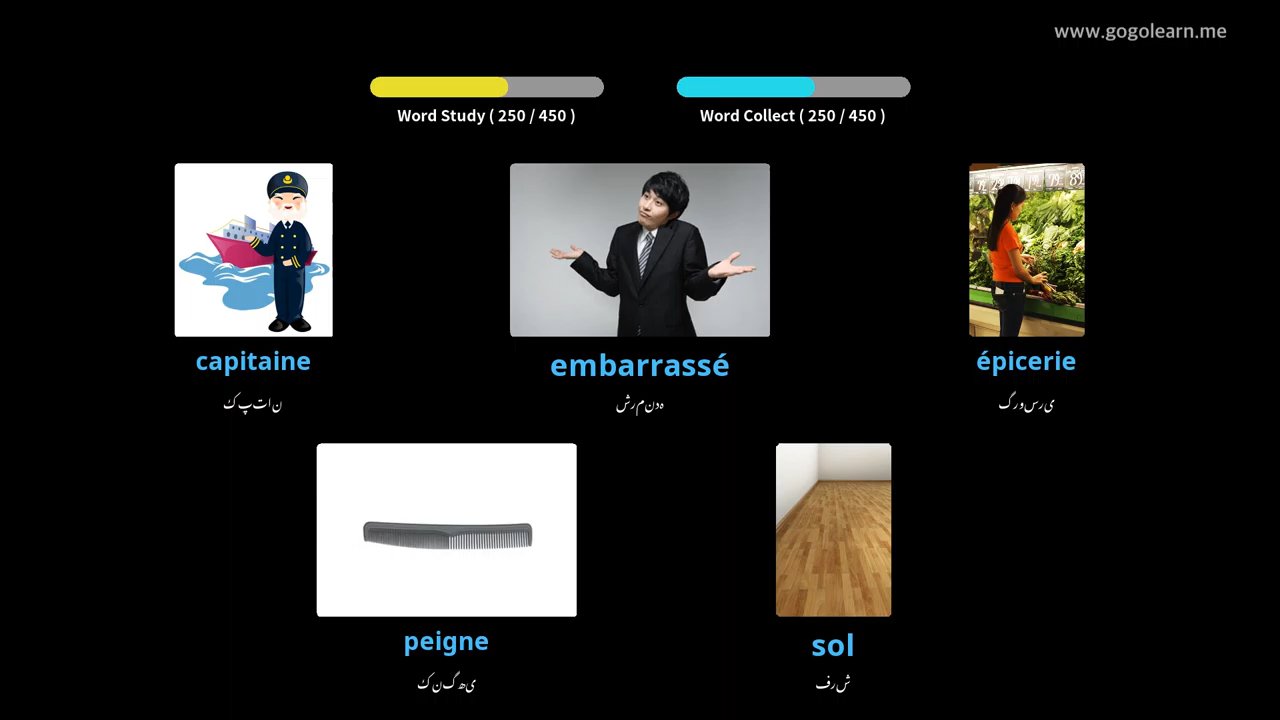 www.gogolearn.me
Word Study ( 250 / 450 )
Word Collect ( 250 / 450 )
capitaine
کپتان
embarrassé
شرمندہ
épicerie
گروسری
peigne
کنگھی
sol
فرش